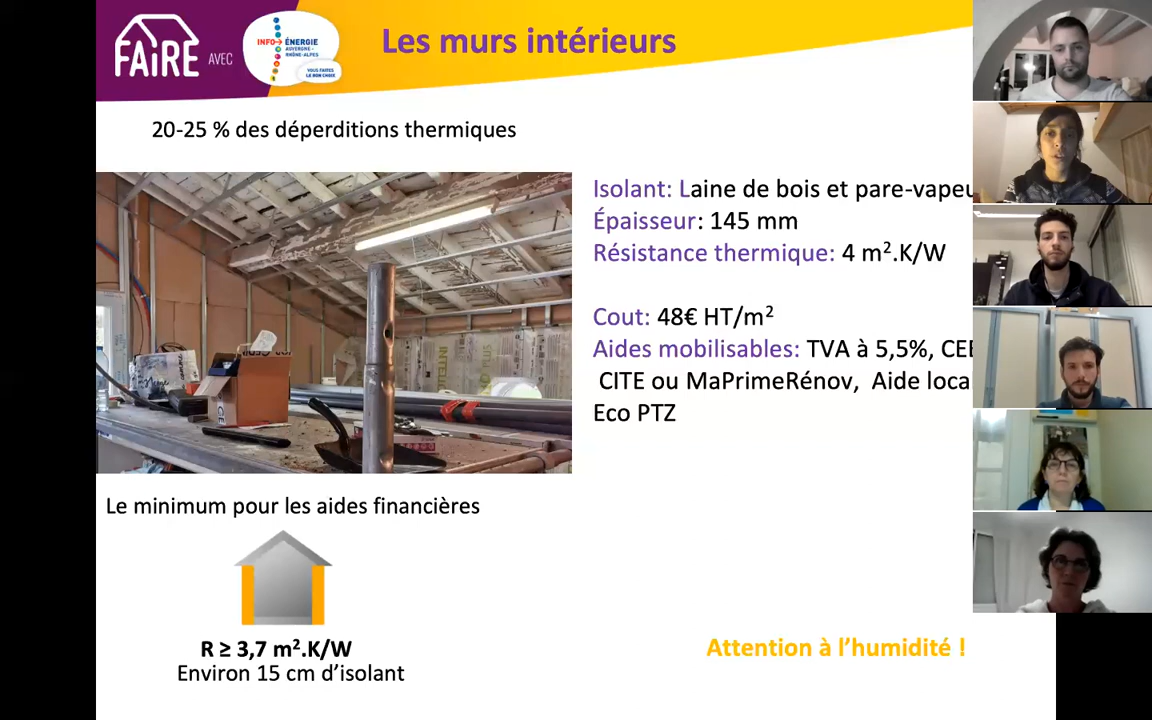 FAiRE AVEC
INFO→ÉNERGIE
AUVERGNE-
RHÔNE-ALPES
VOUS FAITES
LE BON CHOIX
Les murs intérieurs
20-25 % des déperditions thermiques
Isolant: Laine de bois et pare-vapeu
Épaisseur: 145 mm
Résistance thermique: 4 m².K/W
Cout: 48€ HT/m²
Aides mobilisables: TVA à 5,5%, CEE
CITE ou MaPrimeRénov, Aide loca
Eco PTZ
Le minimum pour les aides financières
R ≥ 3,7 m².K/W
Environ 15 cm d’isolant
Attention à l’humidité !